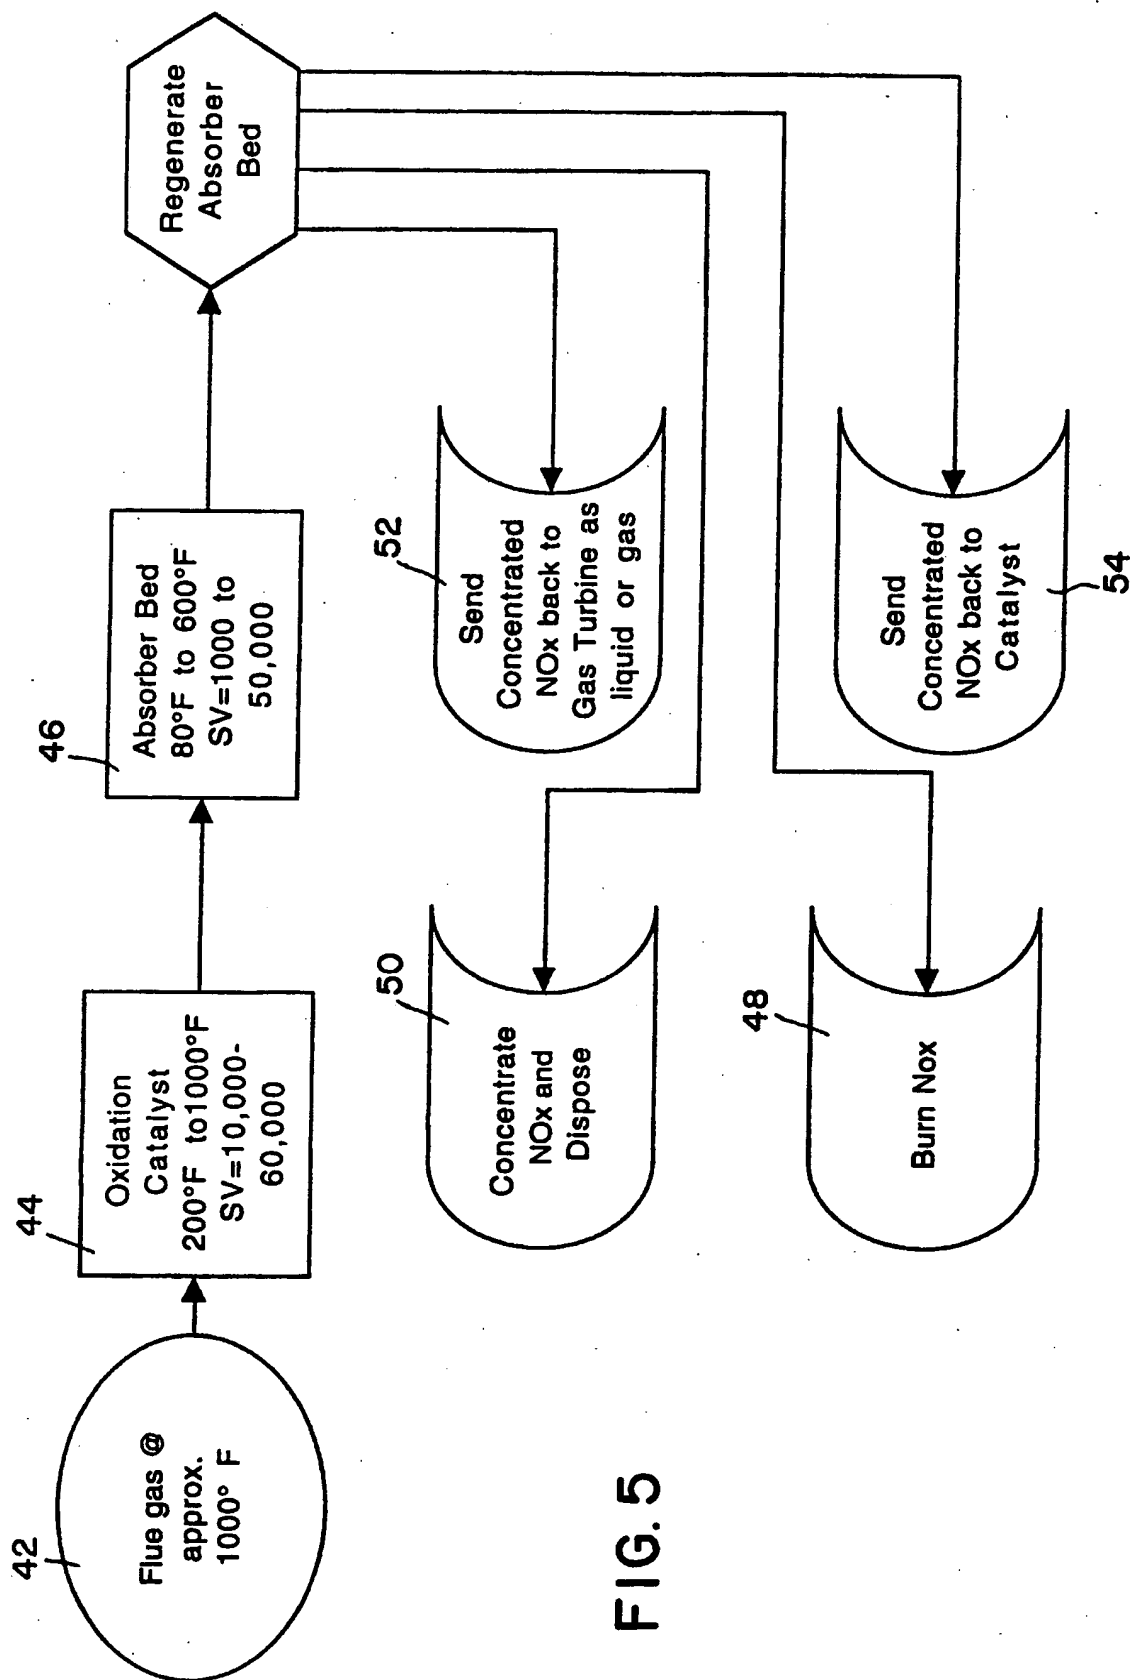 42
Flue gas @
approx.
1000° F
44
Oxidation
Catalyst
200°F to1000°F
SV=10,000-
60,000
46
Absorber Bed
80°F to 600°F
SV=1000 to
50,000
Regenerate
Absorber
Bed
50
Concentrate
NOx and
Dispose
52
Send
Concentrated
NOx back to
Gas Turbine as
liquid or gas
48
Burn Nox
Send
Concentrated
NOx back to
Catalyst
54
FIG. 5